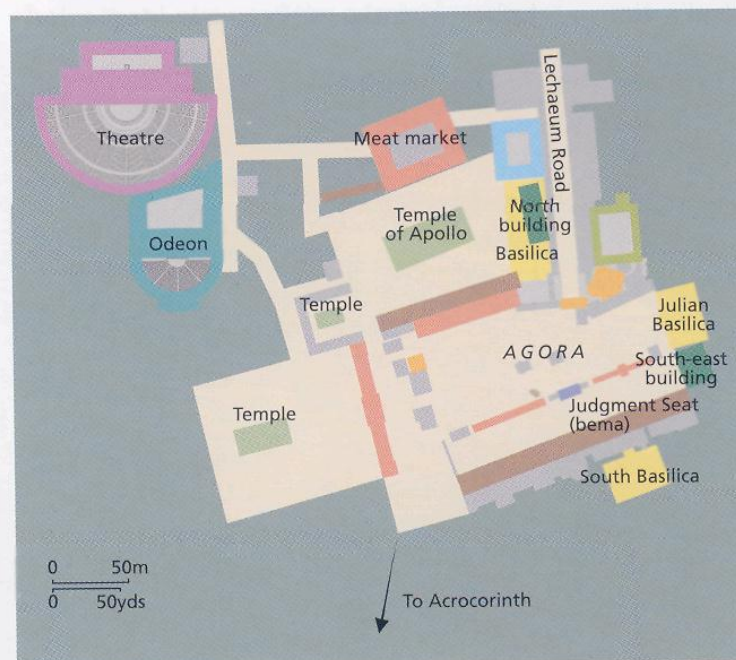 Theatre
Meat market
Lechaeum Road
Odeon
Temple
of Apollo
North
building
Basilica
Temple
Julian
Basilica
AGORA
South-east
building
Temple
Judgment Seat
(bema)
South Basilica
0 50m
0 50yds
To Acrocorinth